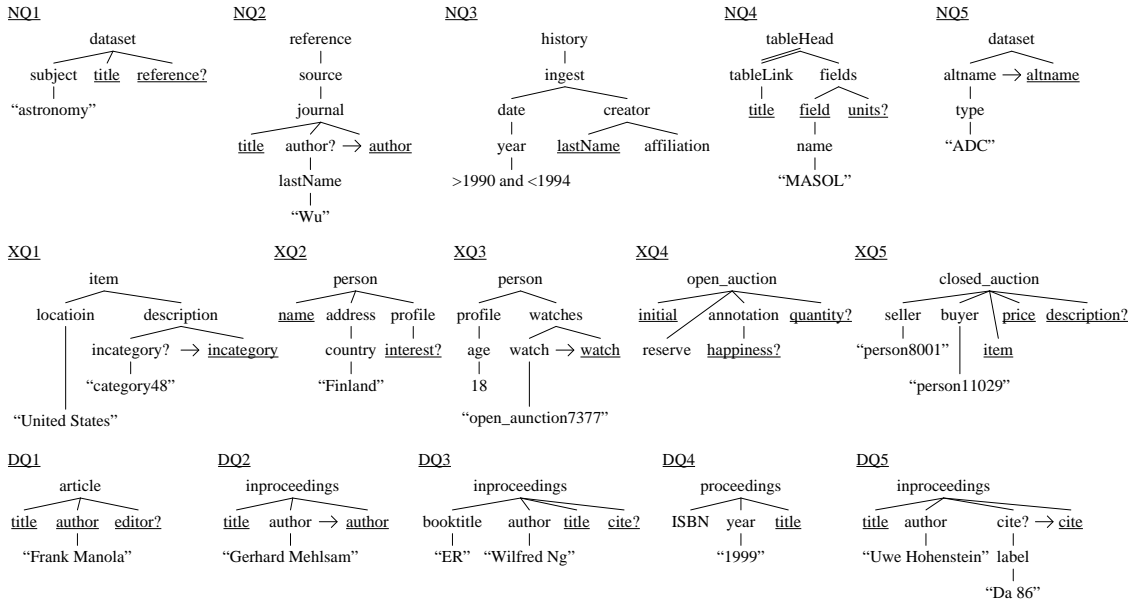 NQ1 NQ2 NQ3 NQ4 NQ5
dataset reference history tableHead dataset
subject title reference? source ingest tableLink fields altname → altname
“astronomy” journal date creator title field units? type
title author? → author year lastName affiliation name “ADC”
lastName >1990 and <1994 “MASOL”
“Wu”
XQ1 XQ2 XQ3 XQ4 XQ5
item person person open_auction closed_auction
locatioin description name address profile profile watches initial annotation quantity? seller buyer price description?
incategory? → incategory country interest? age watch → watch reserve happiness? “person8001” item
“category48” “Finland” 18 “person11029”
“United States” “open_aunction7377”
DQ1 DQ2 DQ3 DQ4 DQ5
article inproceedings inproceedings proceedings inproceedings
title author editor? title author → author booktitle author title cite? ISBN year title title author cite? → cite
“Frank Manola” “Gerhard Mehlsam” “ER” “Wilfred Ng” “1999” “Uwe Hohenstein” label
“Da 86”